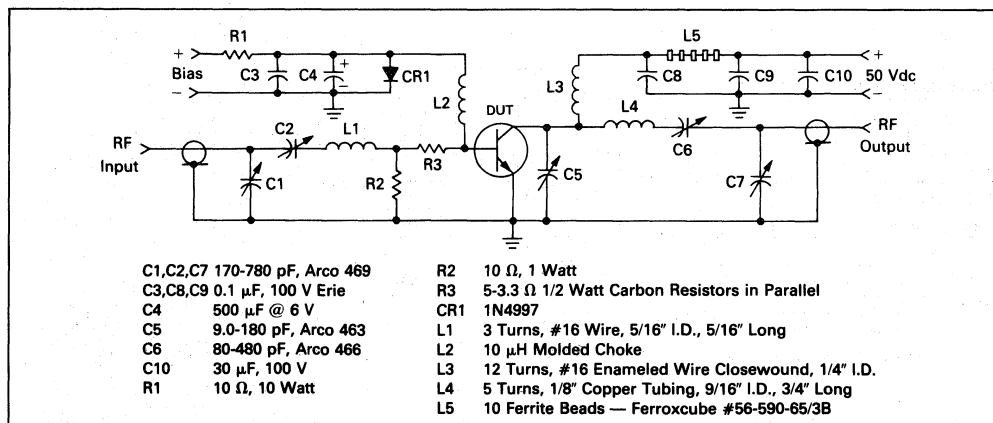 R1
L5
+
+
+
Bias
C3
C4
CR1
C8
C9
C10
50 Vdc
-
-
-
L2
L3
DUT
L4
C2
L1
RF
Input
R3
C6
RF
Output
C1
R2
C5
C7
C1,C2,C7 170-780 pF, Arco 469
C3,C8,C9 0.1 μF, 100 V Erie
C4 500 μF @ 6 V
C5 9.0-180 pF, Arco 463
C6 80-480 pF, Arco 466
C10 30 μF, 100 V
R1 10 Ω, 10 Watt
R2 10 Ω, 1 Watt
R3 5-3.3 Ω 1/2 Watt Carbon Resistors in Parallel
CR1 1N4997
L1 3 Turns, #16 Wire, 5/16" I.D., 5/16" Long
L2 10 μH Molded Choke
L3 12 Turns, #16 Enameled Wire Closewound, 1/4" I.D.
L4 5 Turns, 1/8" Copper Tubing, 9/16" I.D., 3/4" Long
L5 10 Ferrite Beads — Ferroxcube #56-590-65/3B